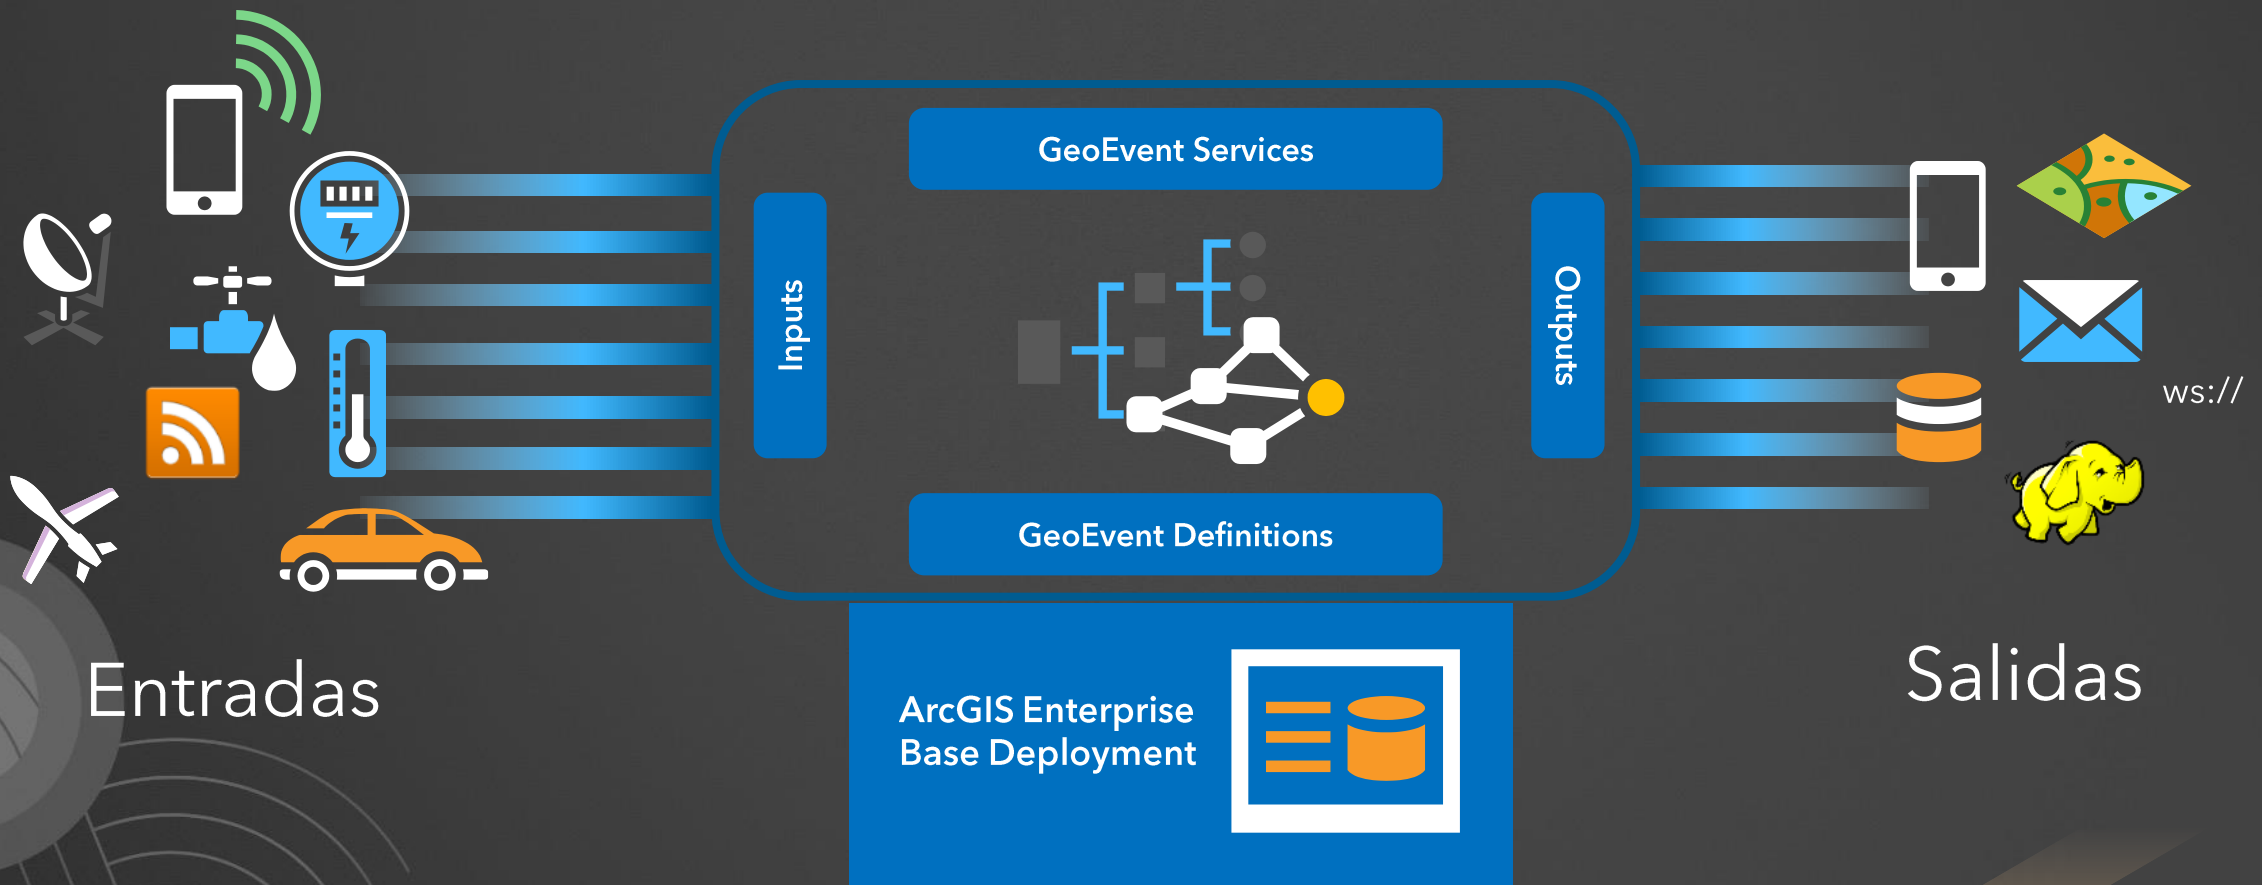 GeoEvent Services
Inputs
Outputs
ws://
GeoEvent Definitions
Entradas
Salidas
ArcGIS Enterprise
Base Deployment